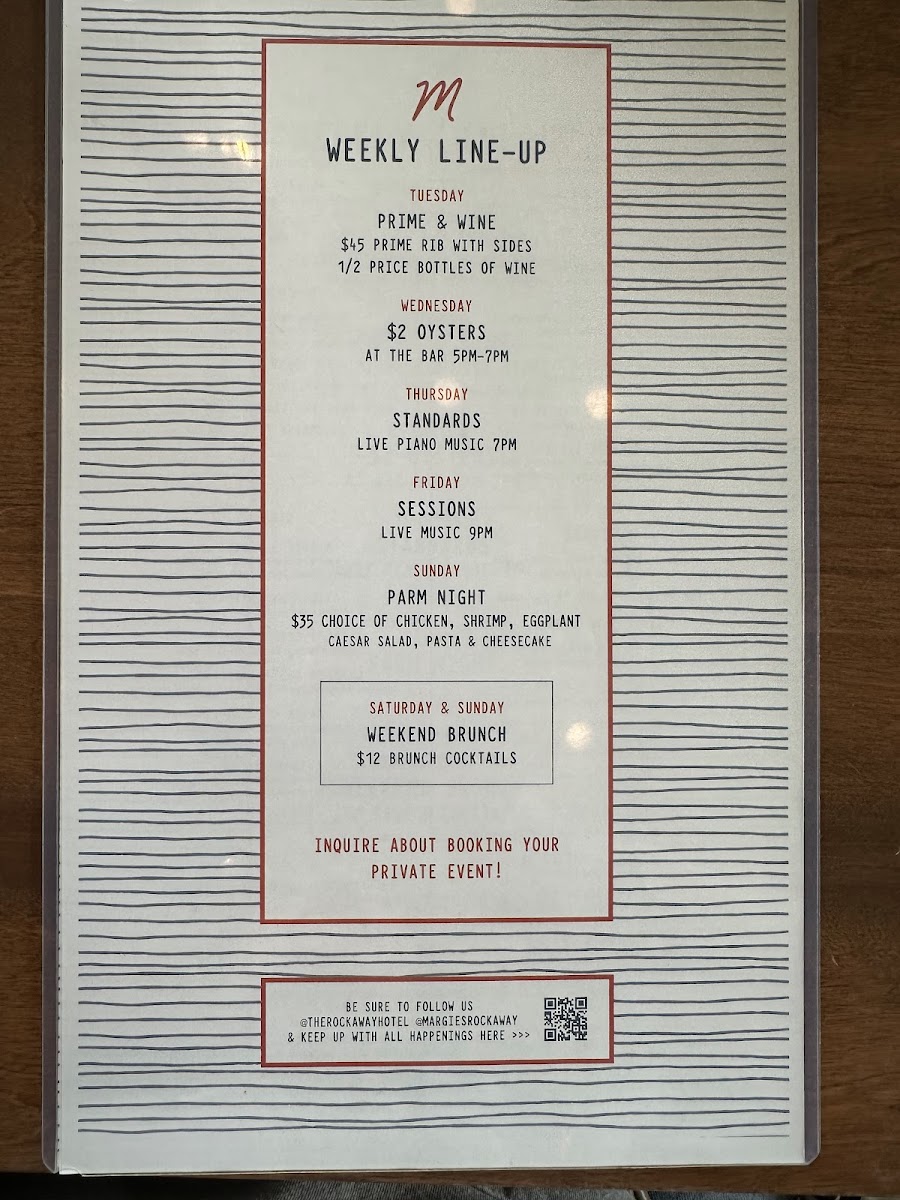 M
WEEKLY LINE-UP
TUESDAY
PRIME & WINE
$45 PRIME RIB WITH SIDES
1/2 PRICE BOTTLES OF WINE
WEDNESDAY
$2 OYSTERS
AT THE BAR 5PM-7PM
THURSDAY
STANDARDS
LIVE PIANO MUSIC 7PM
FRIDAY
SESSIONS
LIVE MUSIC 9PM
SUNDAY
PARM NIGHT
$35 CHOICE OF CHICKEN, SHRIMP, EGGPLANT
CAESAR SALAD, PASTA & CHEESECAKE
SATURDAY & SUNDAY
WEEKEND BRUNCH
$12 BRUNCH COCKTAILS
INQUIRE ABOUT BOOKING YOUR
PRIVATE EVENT!
BE SURE TO FOLLOW US
@THEROCKAWAYHOTEL @MARGIESROCKAWAY
& KEEP UP WITH ALL HAPPENINGS HERE >>>